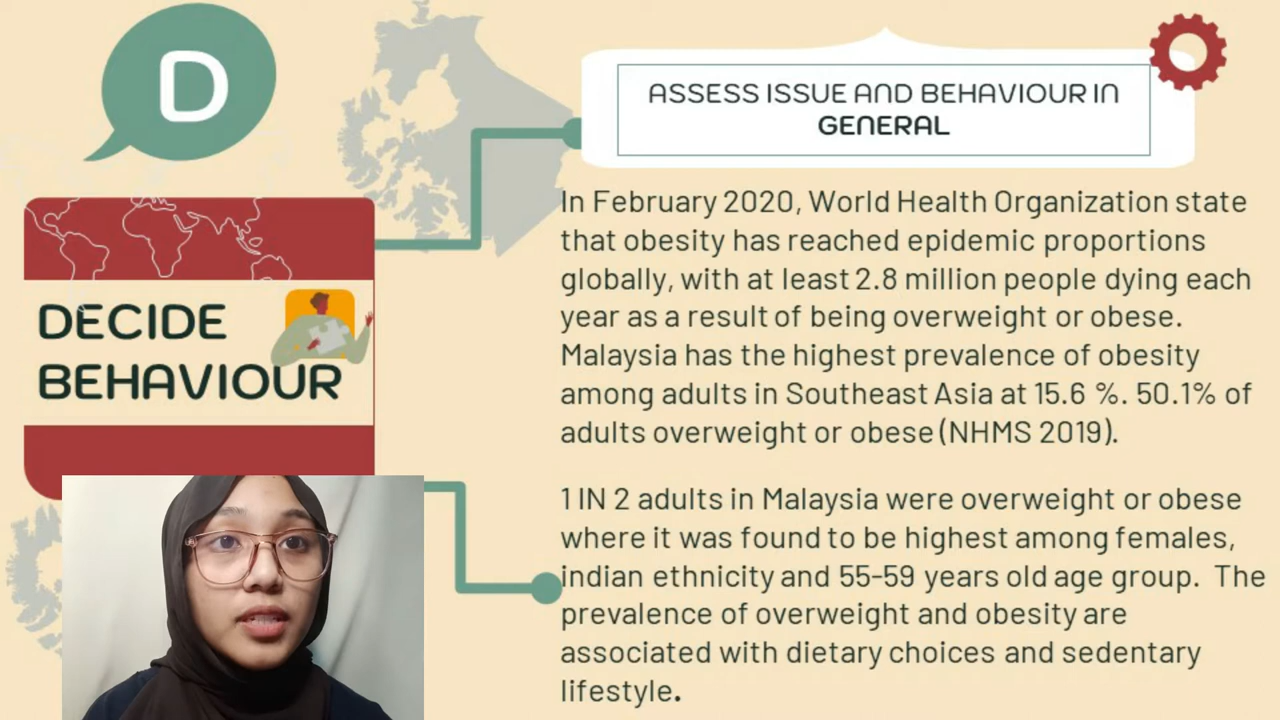 D
DECIDE
BEHAVIOUR
ASSESS ISSUE AND BEHAVIOUR IN
GENERAL
In February 2020, World Health Organization state
that obesity has reached epidemic proportions
globally, with at least 2.8 million people dying each
year as a result of being overweight or obese.
Malaysia has the highest prevalence of obesity
among adults in Southeast Asia at 15.6 %. 50.1% of
adults overweight or obese (NHMS 2019).
1 IN 2 adults in Malaysia were overweight or obese
where it was found to be highest among females,
indian ethnicity and 55-59 years old age group. The
prevalence of overweight and obesity are
associated with dietary choices and sedentary
lifestyle.